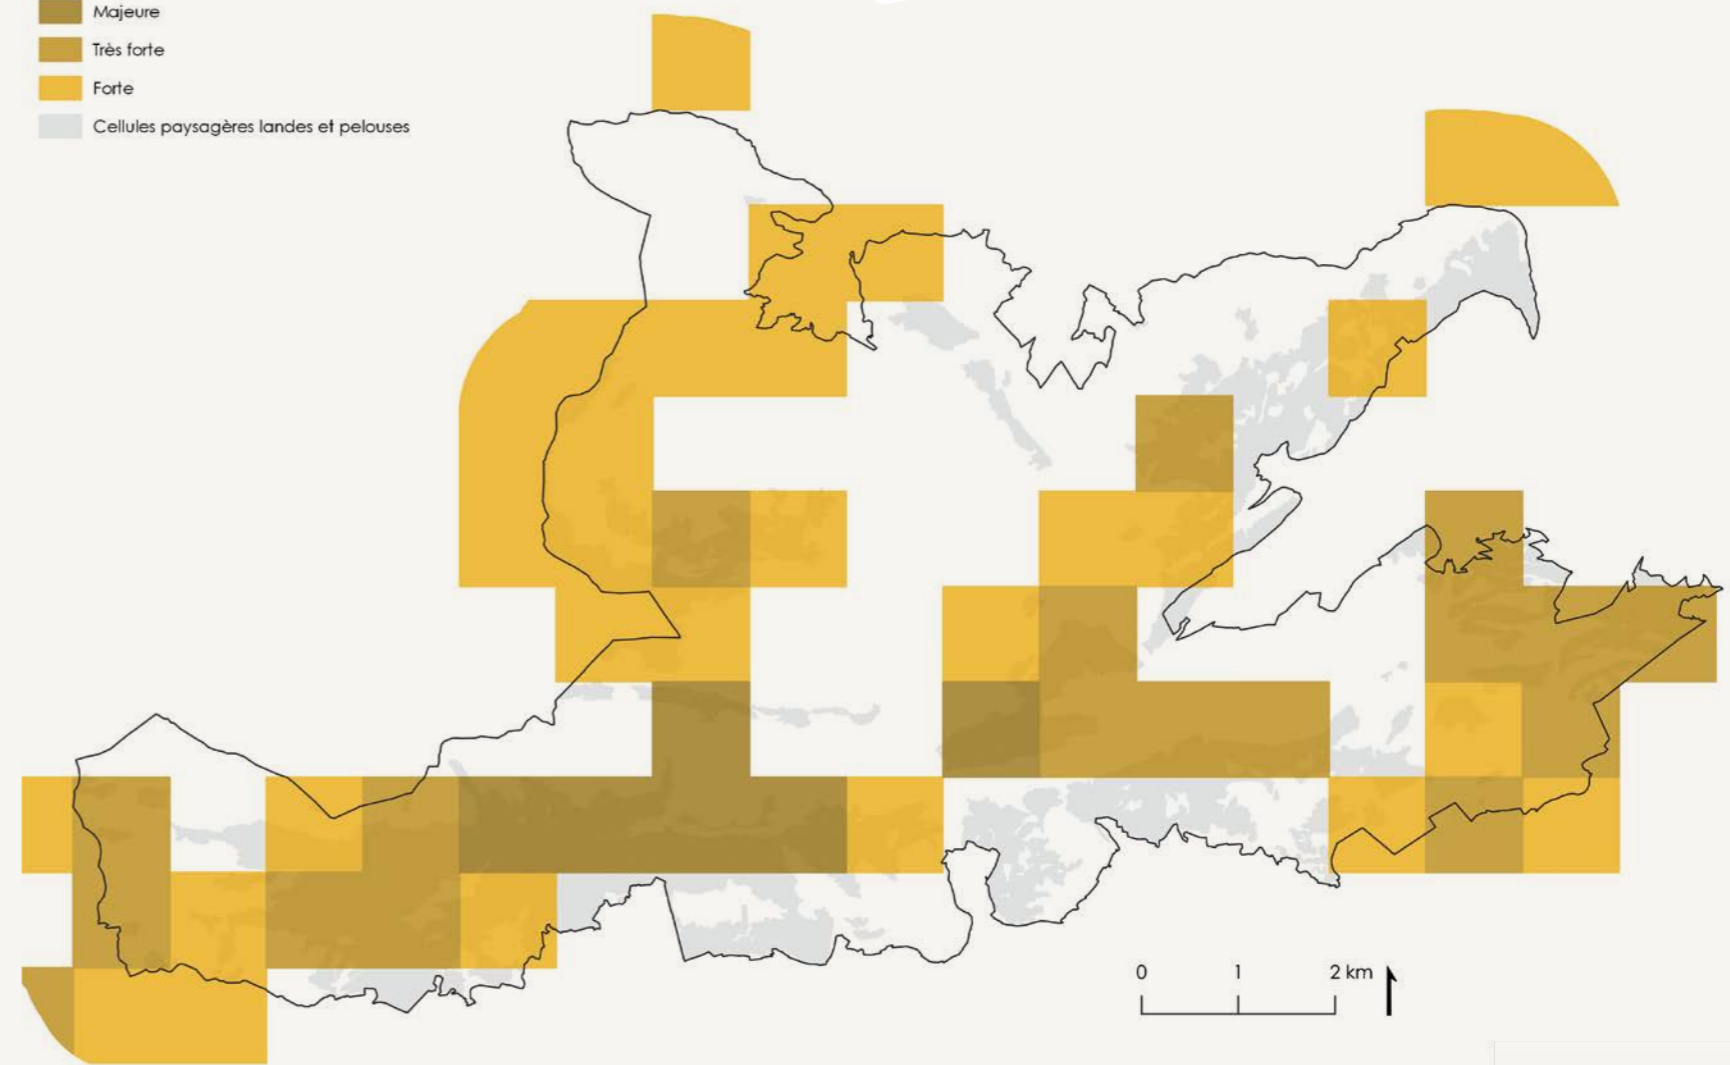 Majeure
Très forte
Forte
Cellules paysagères landes et pelouses
0 1 2 km